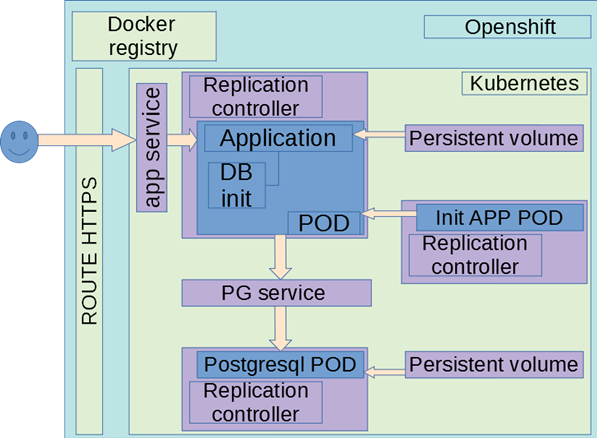 Docker
registry
Openshift
Kubernetes
ROUTE HTTPS
app service
Replication
controller
Application
DB
init
POD
Persistent volume
Init APP POD
Replication
controller
PG service
Postgresql POD
Replication
controller
Persistent volume